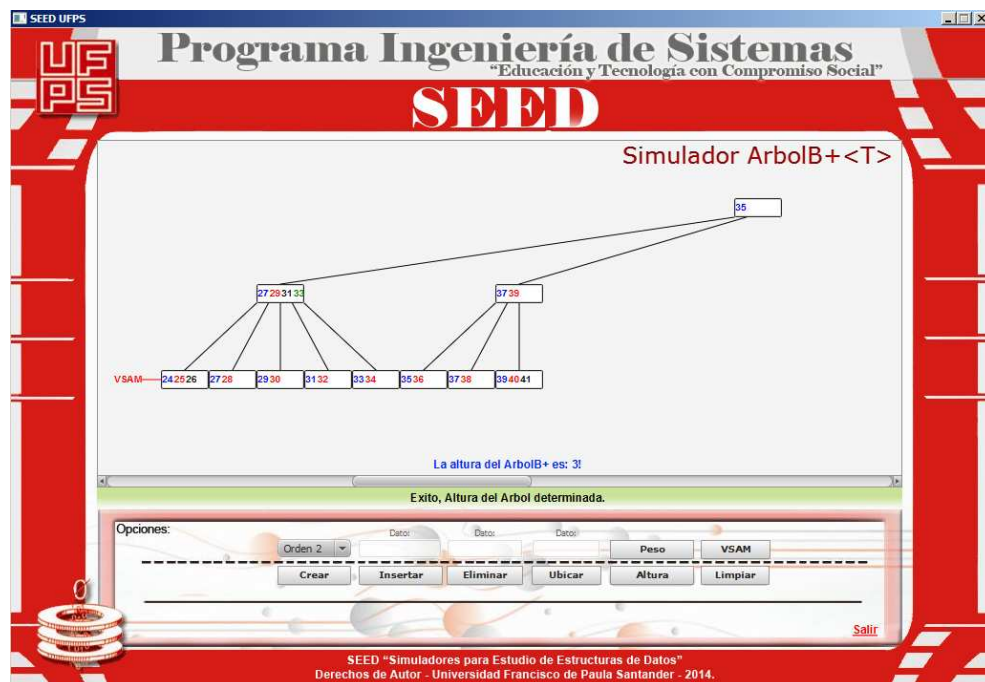 SEED UFPS
UF
PS
Programa Ingeniería de Sistemas
“Educación y Tecnología con Compromiso Social”
SEED
Simulador ArbolB+<T>
35
27 29 31 33
37 39
VSAM 24 25 26 27 28 29 30 31 32 33 34 35 36 37 38 39 40 41
La altura del ArbolB+ es: 3!
Exito, Altura del Arbol determinada.
Opciones:
Dato: Dato: Dato:
Orden 2 Peso VSAM
Crear Insertar Eliminar Ubicar Altura Limpiar
Salir
SEED “Simuladores para Estudio de Estructuras de Datos”
Derechos de Autor - Universidad Francisco de Paula Santander - 2014.